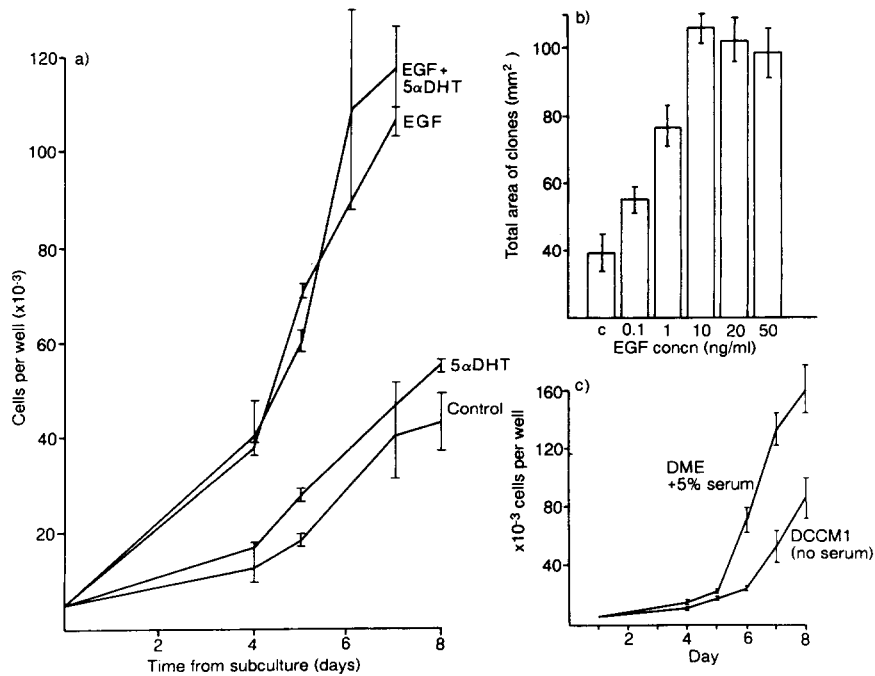 a)
120
100
80
60
40
20
Cells per well (x10⁻³)
EGF +
5αDHT
EGF
5αDHT
Control
2 4 6 8
Time from subculture (days)
b)
100
80
60
40
Total area of clones (mm²)
c 0.1 1 10 20 50
EGF concn (ng/ml)
c)
160
120
80
40
x10⁻³ cells per well
DME
+5% serum
DCCM1
(no serum)
2 4 6 8
Day